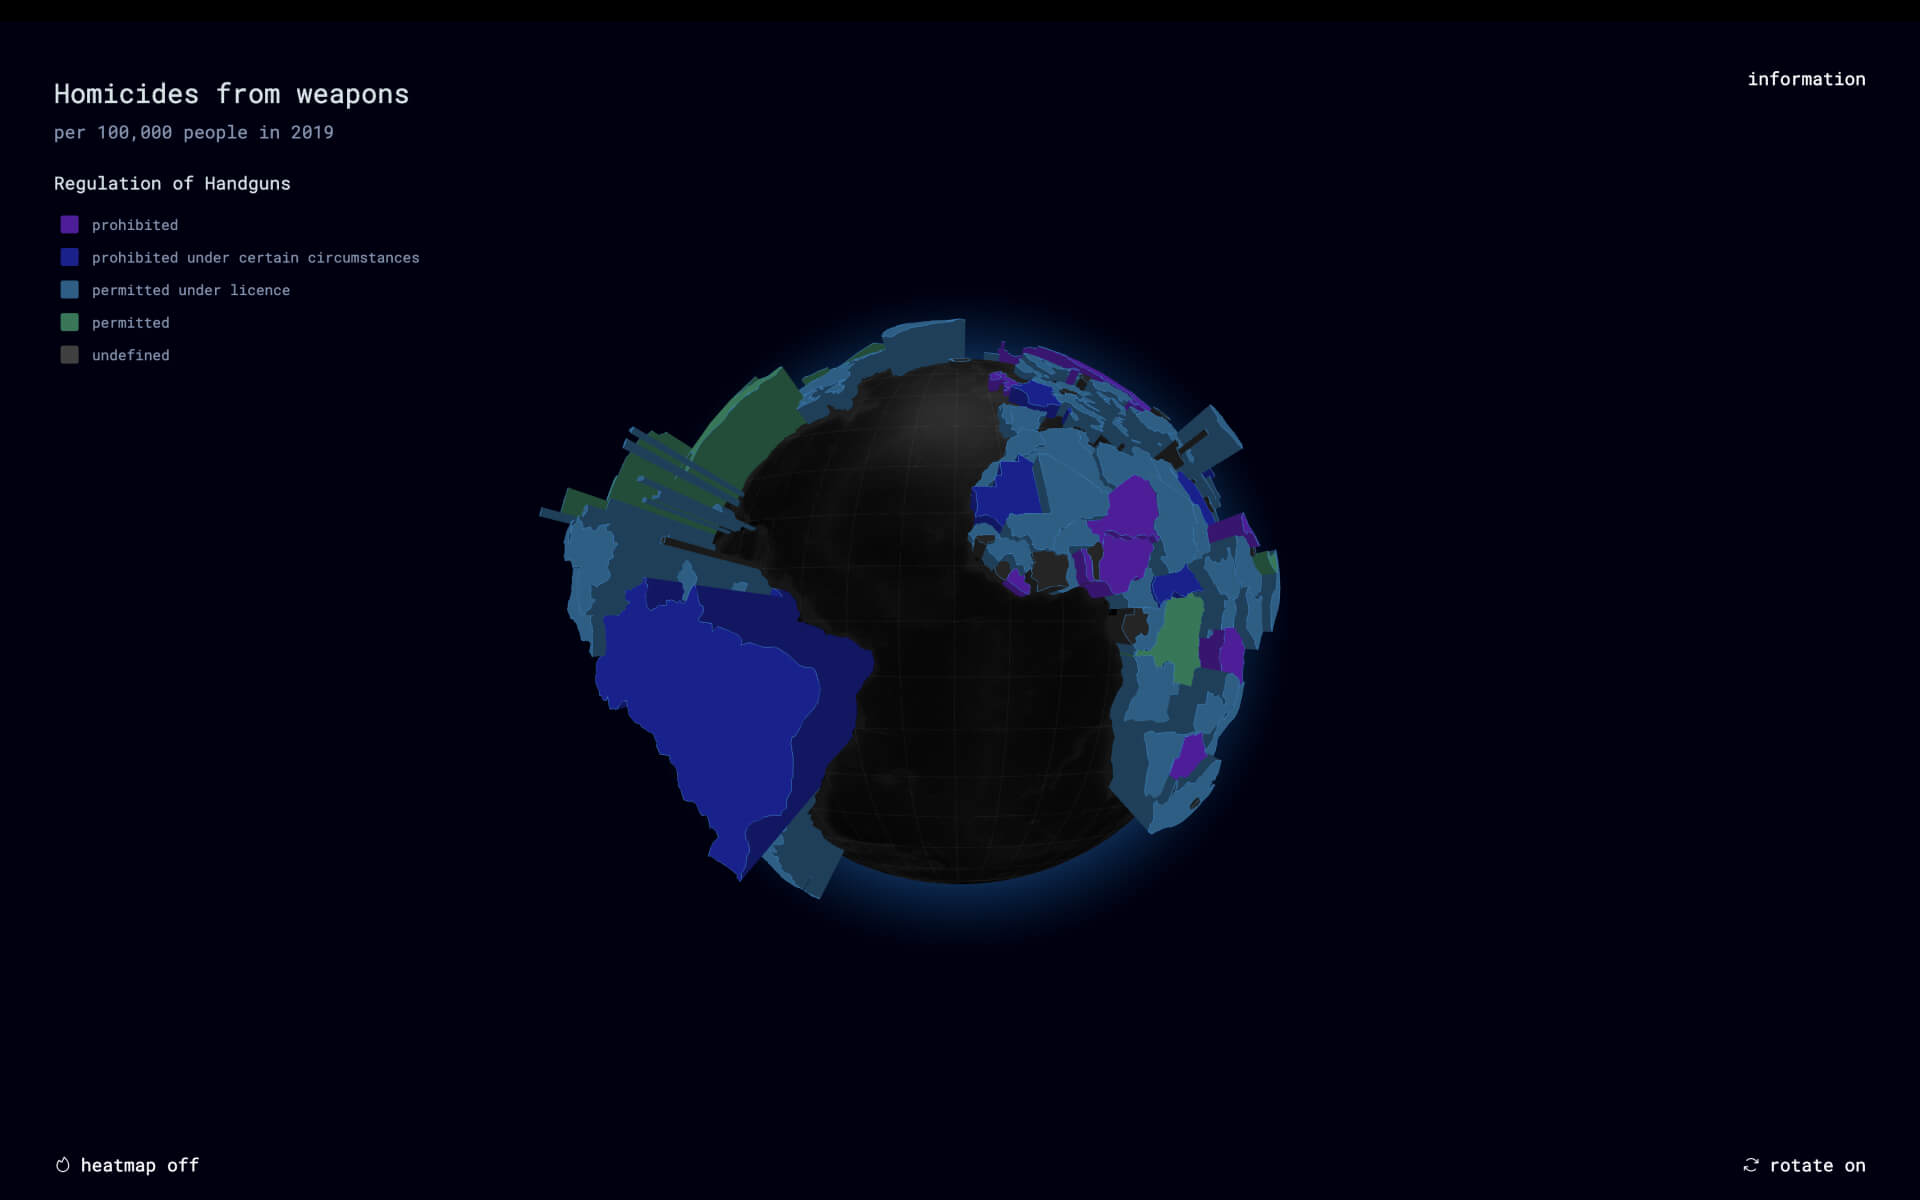 Homicides from weapons
per 100,000 people in 2019
information
Regulation of Handguns
prohibited
prohibited under certain circumstances
permitted under licence
permitted
undefined
heatmap off
rotate on